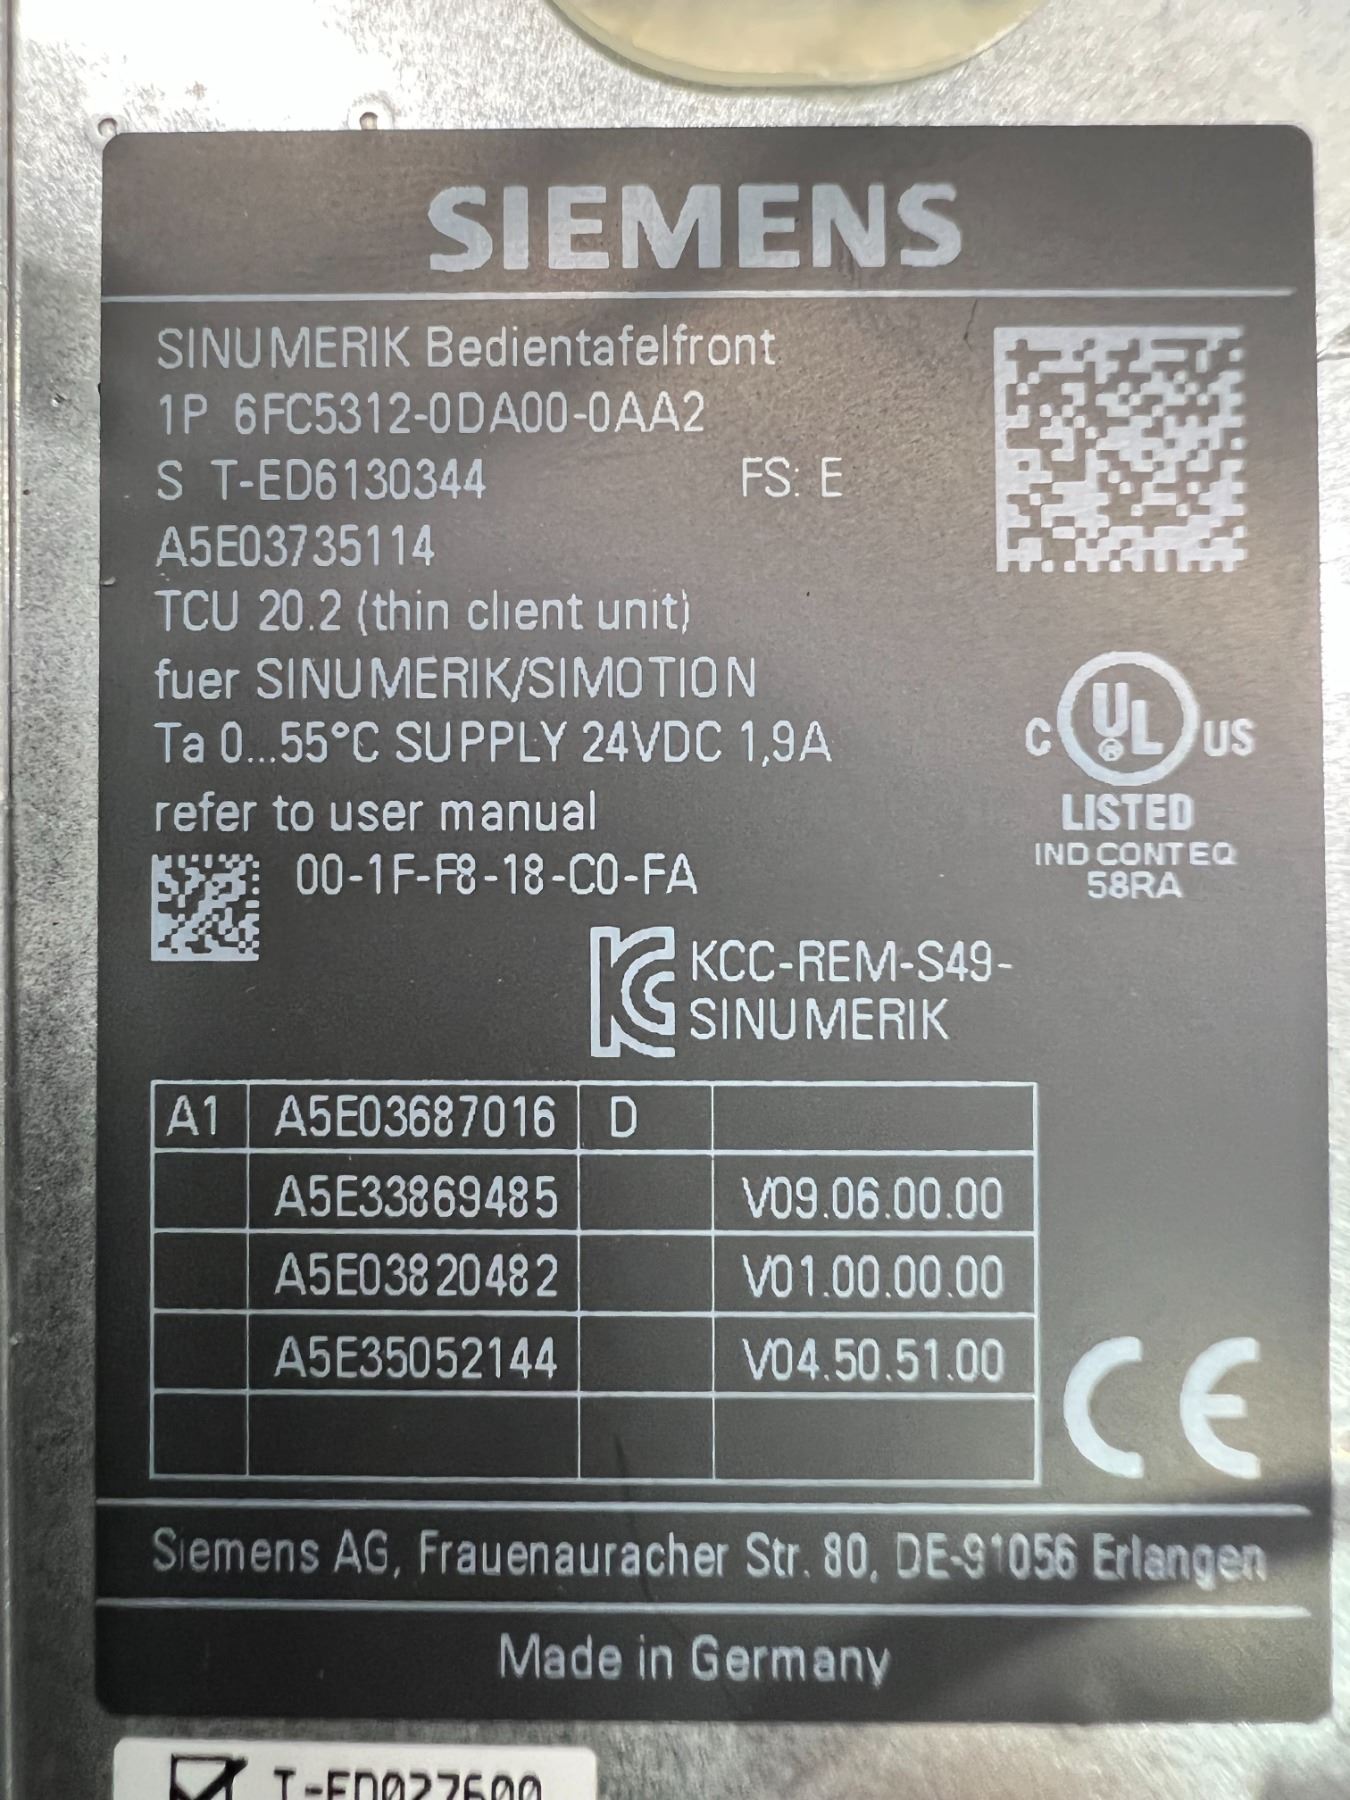 SIEMENS
SINUMERIK Bedientafelfront
1P 6FC5312-0DA00-0AA2
S T-ED6130344 FS: E
A5E03735114
TCU 20.2 (thin client unit)
fuer SINUMERIK/SIMOTION
Ta 0...55°C SUPPLY 24VDC 1,9A
refer to user manual
C UL ® US
LISTED
IND CONT EQ
58RA
00-1F-F8-18-C0-FA
KCC-REM-S49-
SINUMERIK
A1 A5E03687016 D
A5E33869485 V09.06.00.00
A5E03820482 V01.00.00.00
A5E35052144 V04.50.51.00
CE
Siemens AG, Frauenauracher Str. 80, DE-91056 Erlangen
Made in Germany
T-ED027600